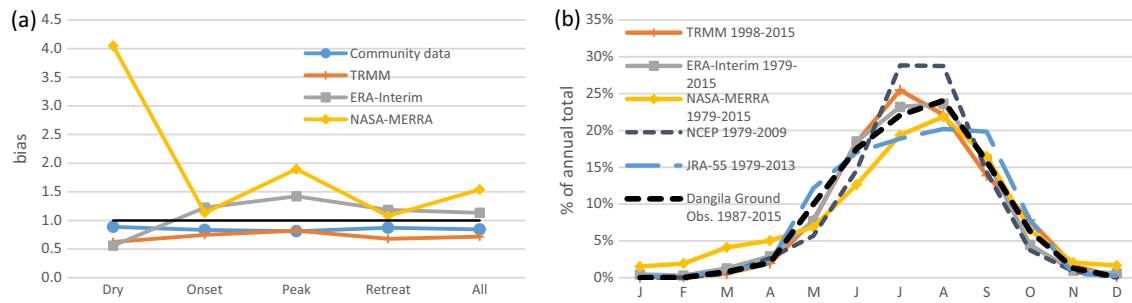 (a)
bias
4.5
4.0
3.5
3.0
2.5
2.0
1.5
1.0
0.5
0.0
Community data
TRMM
ERA-Interim
NASA-MERRA
Dry Onset Peak Retreat All
(b)
% of annual total
35%
30%
25%
20%
15%
10%
5%
0%
TRMM 1998-2015
ERA-Interim 1979-
2015
NASA-MERRA
1979-2015
NCEP 1979-2009
JRA-55 1979-2013
Dangila Ground
Obs. 1987-2015
J F M A M J J A S O N D